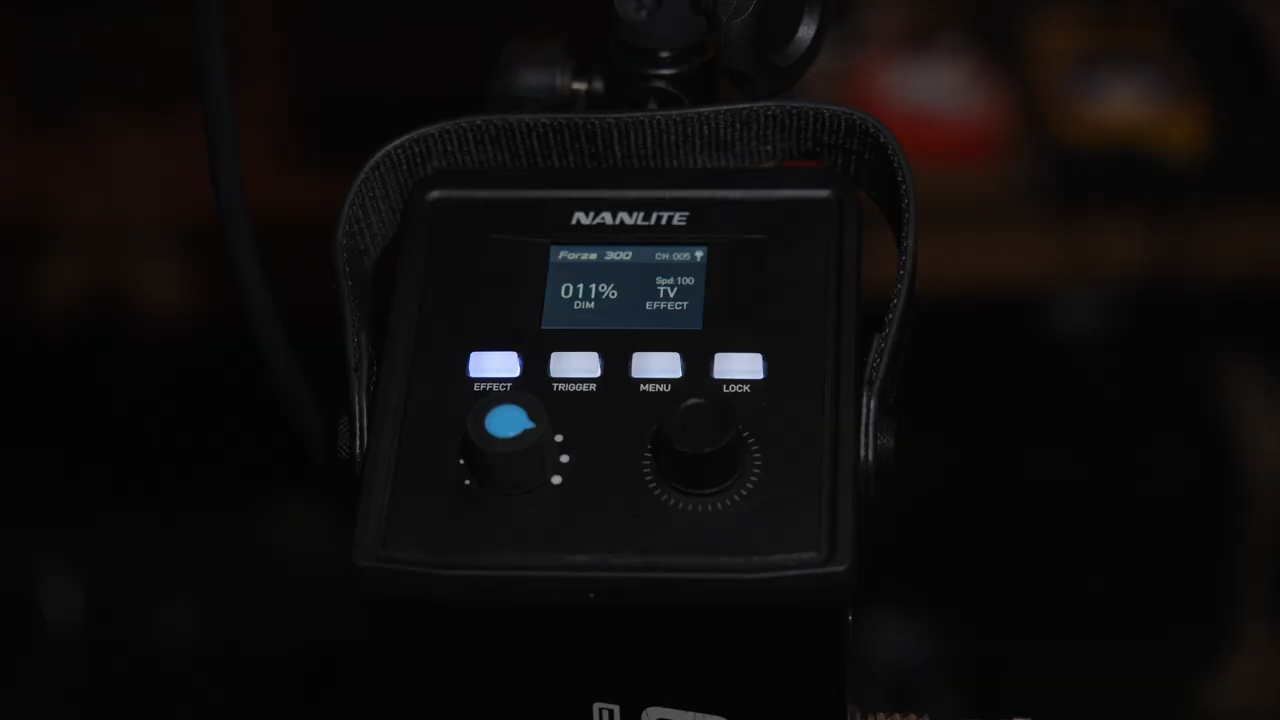 NANLITE
Forza 300 CH:005
Spd:100
011% TV
DIM EFFECT
EFFECT TRIGGER MENU LOCK